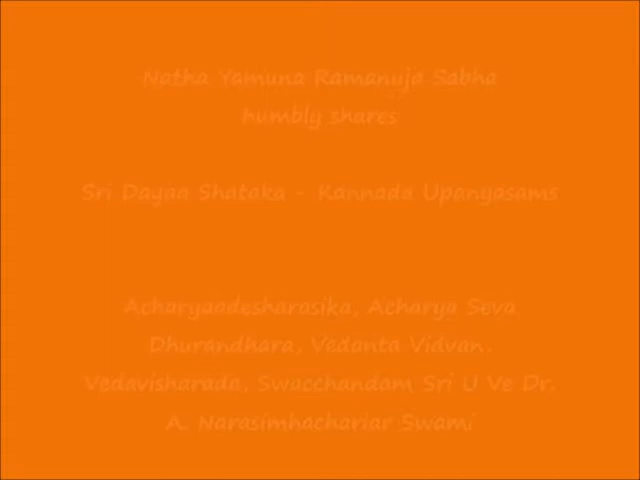 Natha Yamuna Ramanuja Sabha
humbly shares
Sri Dayaa Shataka - Kannada Upanyasams
Acharyaadesharasika, Acharya Seva
Dhurandhara, Vedanta Vidvan.
Vedavisharada, Swacchandam Sri U Ve Dr.
A. Narasimhachariar Swami